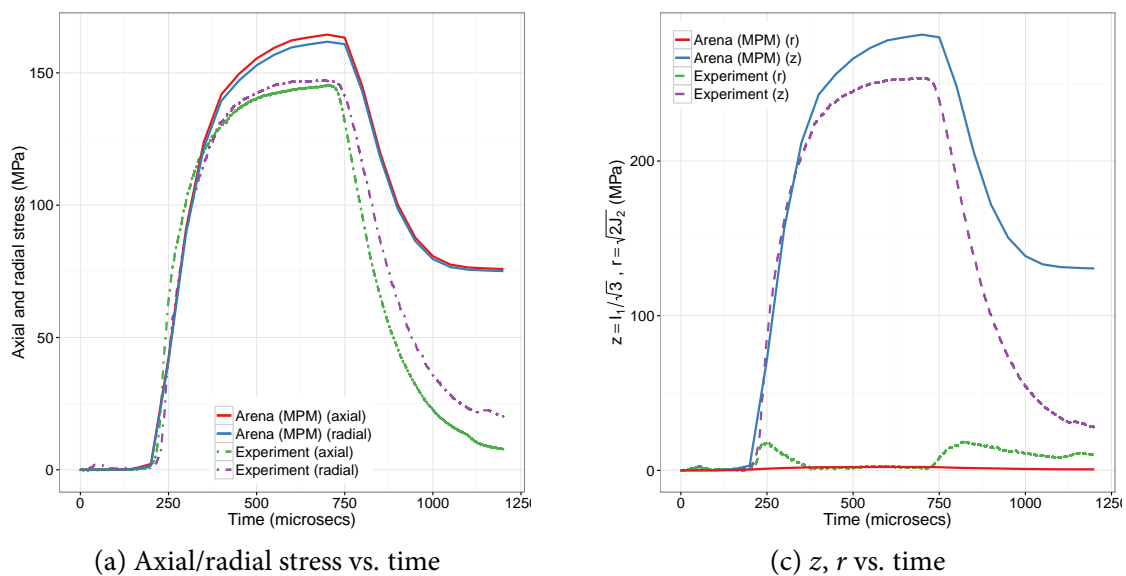 Axial and radial stress (MPa)
150
100
50
0
Arena (MPM) (axial)
Arena (MPM) (radial)
Experiment (axial)
Experiment (radial)
0 250 500 750 1000 1250
Time (microsecs)
(a) Axial/radial stress vs. time
z = I₁/√3 , r = √2J₂ (MPa)
Arena (MPM) (r)
Arena (MPM) (z)
Experiment (r)
Experiment (z)
200
100
0
0 250 500 750 1000 1250
Time (microsecs)
(c) z, r vs. time